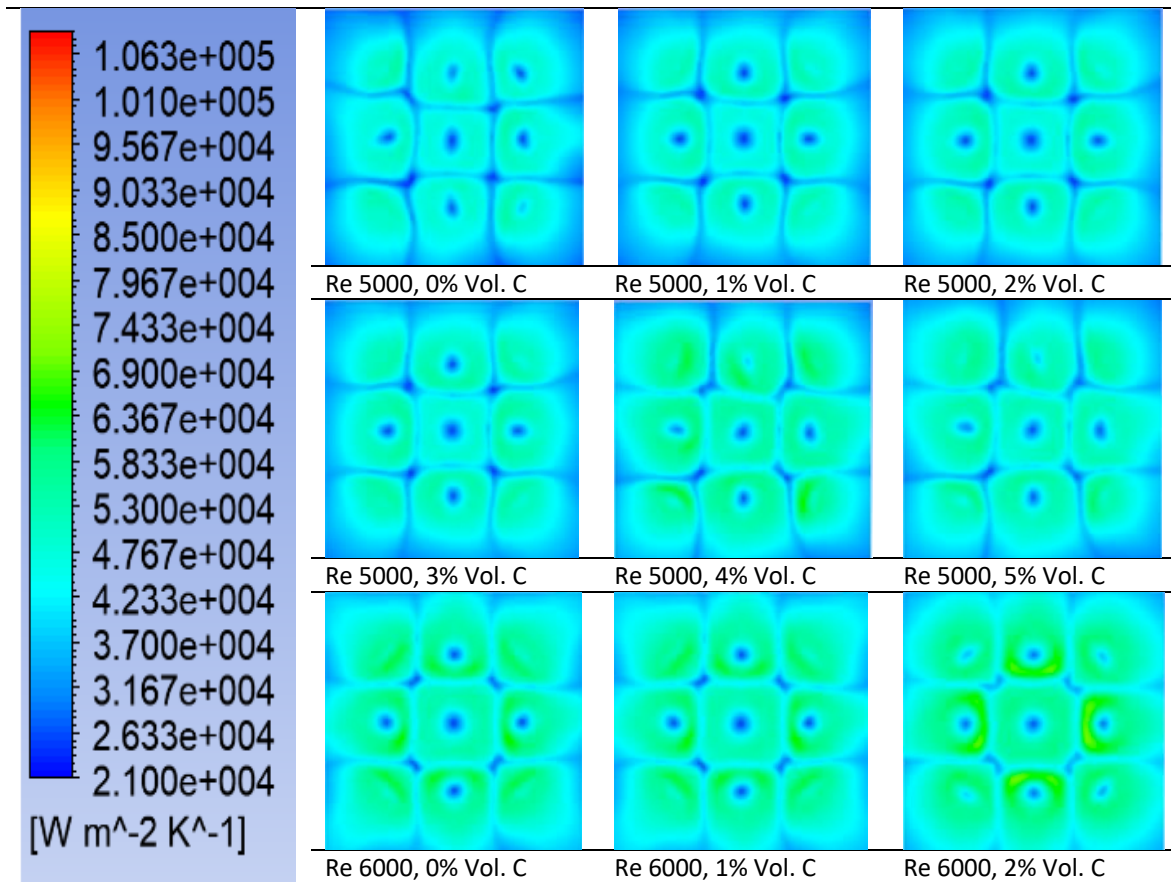 1.063e+005
1.010e+005
9.567e+004
9.033e+004
8.500e+004
7.967e+004
7.433e+004
6.900e+004
6.367e+004
5.833e+004
5.300e+004
4.767e+004
4.233e+004
3.700e+004
3.167e+004
2.633e+004
2.100e+004
[W m^-2 K^-1]
Re 5000, 0% Vol. C
Re 5000, 1% Vol. C
Re 5000, 2% Vol. C
Re 5000, 3% Vol. C
Re 5000, 4% Vol. C
Re 5000, 5% Vol. C
Re 6000, 0% Vol. C
Re 6000, 1% Vol. C
Re 6000, 2% Vol. C